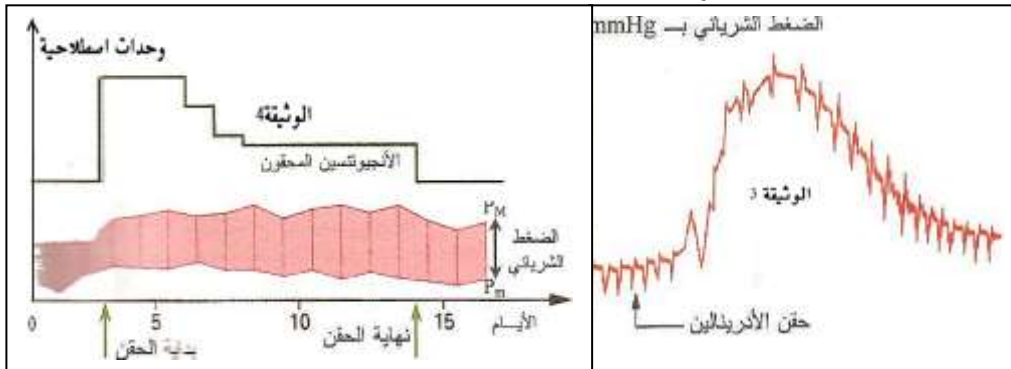 الضغط الشرياني بـ mmHg
الوثيقة 3
حقن الأدرينالين
وحدات اصطلاحية
الوثيقة4
الأنجيوتنسين المحقون
PM
الضغط
الشرياني
Pm
0 5 10 15 الأيـام
بداية الحقن
نهاية الحقن